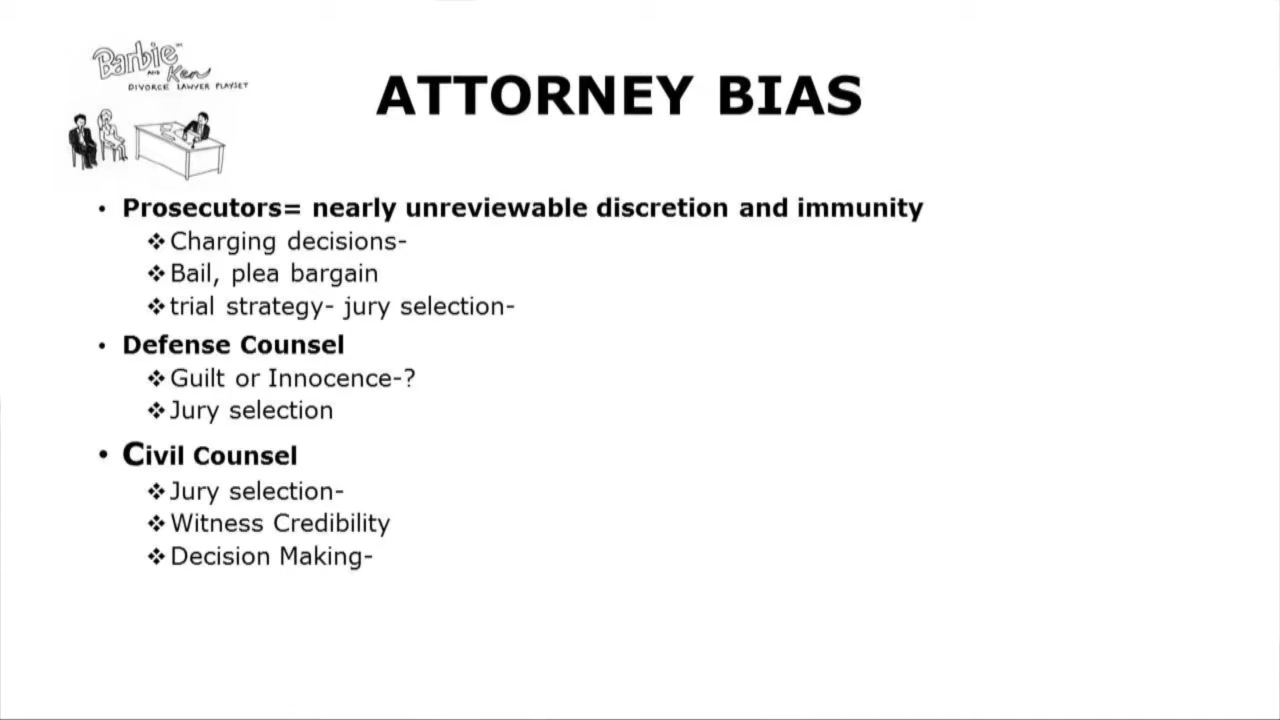 Barbie™
AND Ken
DIVORCE LAWYER PLAYSET
ATTORNEY BIAS
• Prosecutors= nearly unreviewable discretion and immunity
❖Charging decisions-
❖Bail, plea bargain
❖trial strategy- jury selection-
• Defense Counsel
❖Guilt or Innocence-?
❖Jury selection
• Civil Counsel
❖Jury selection-
❖Witness Credibility
❖Decision Making-